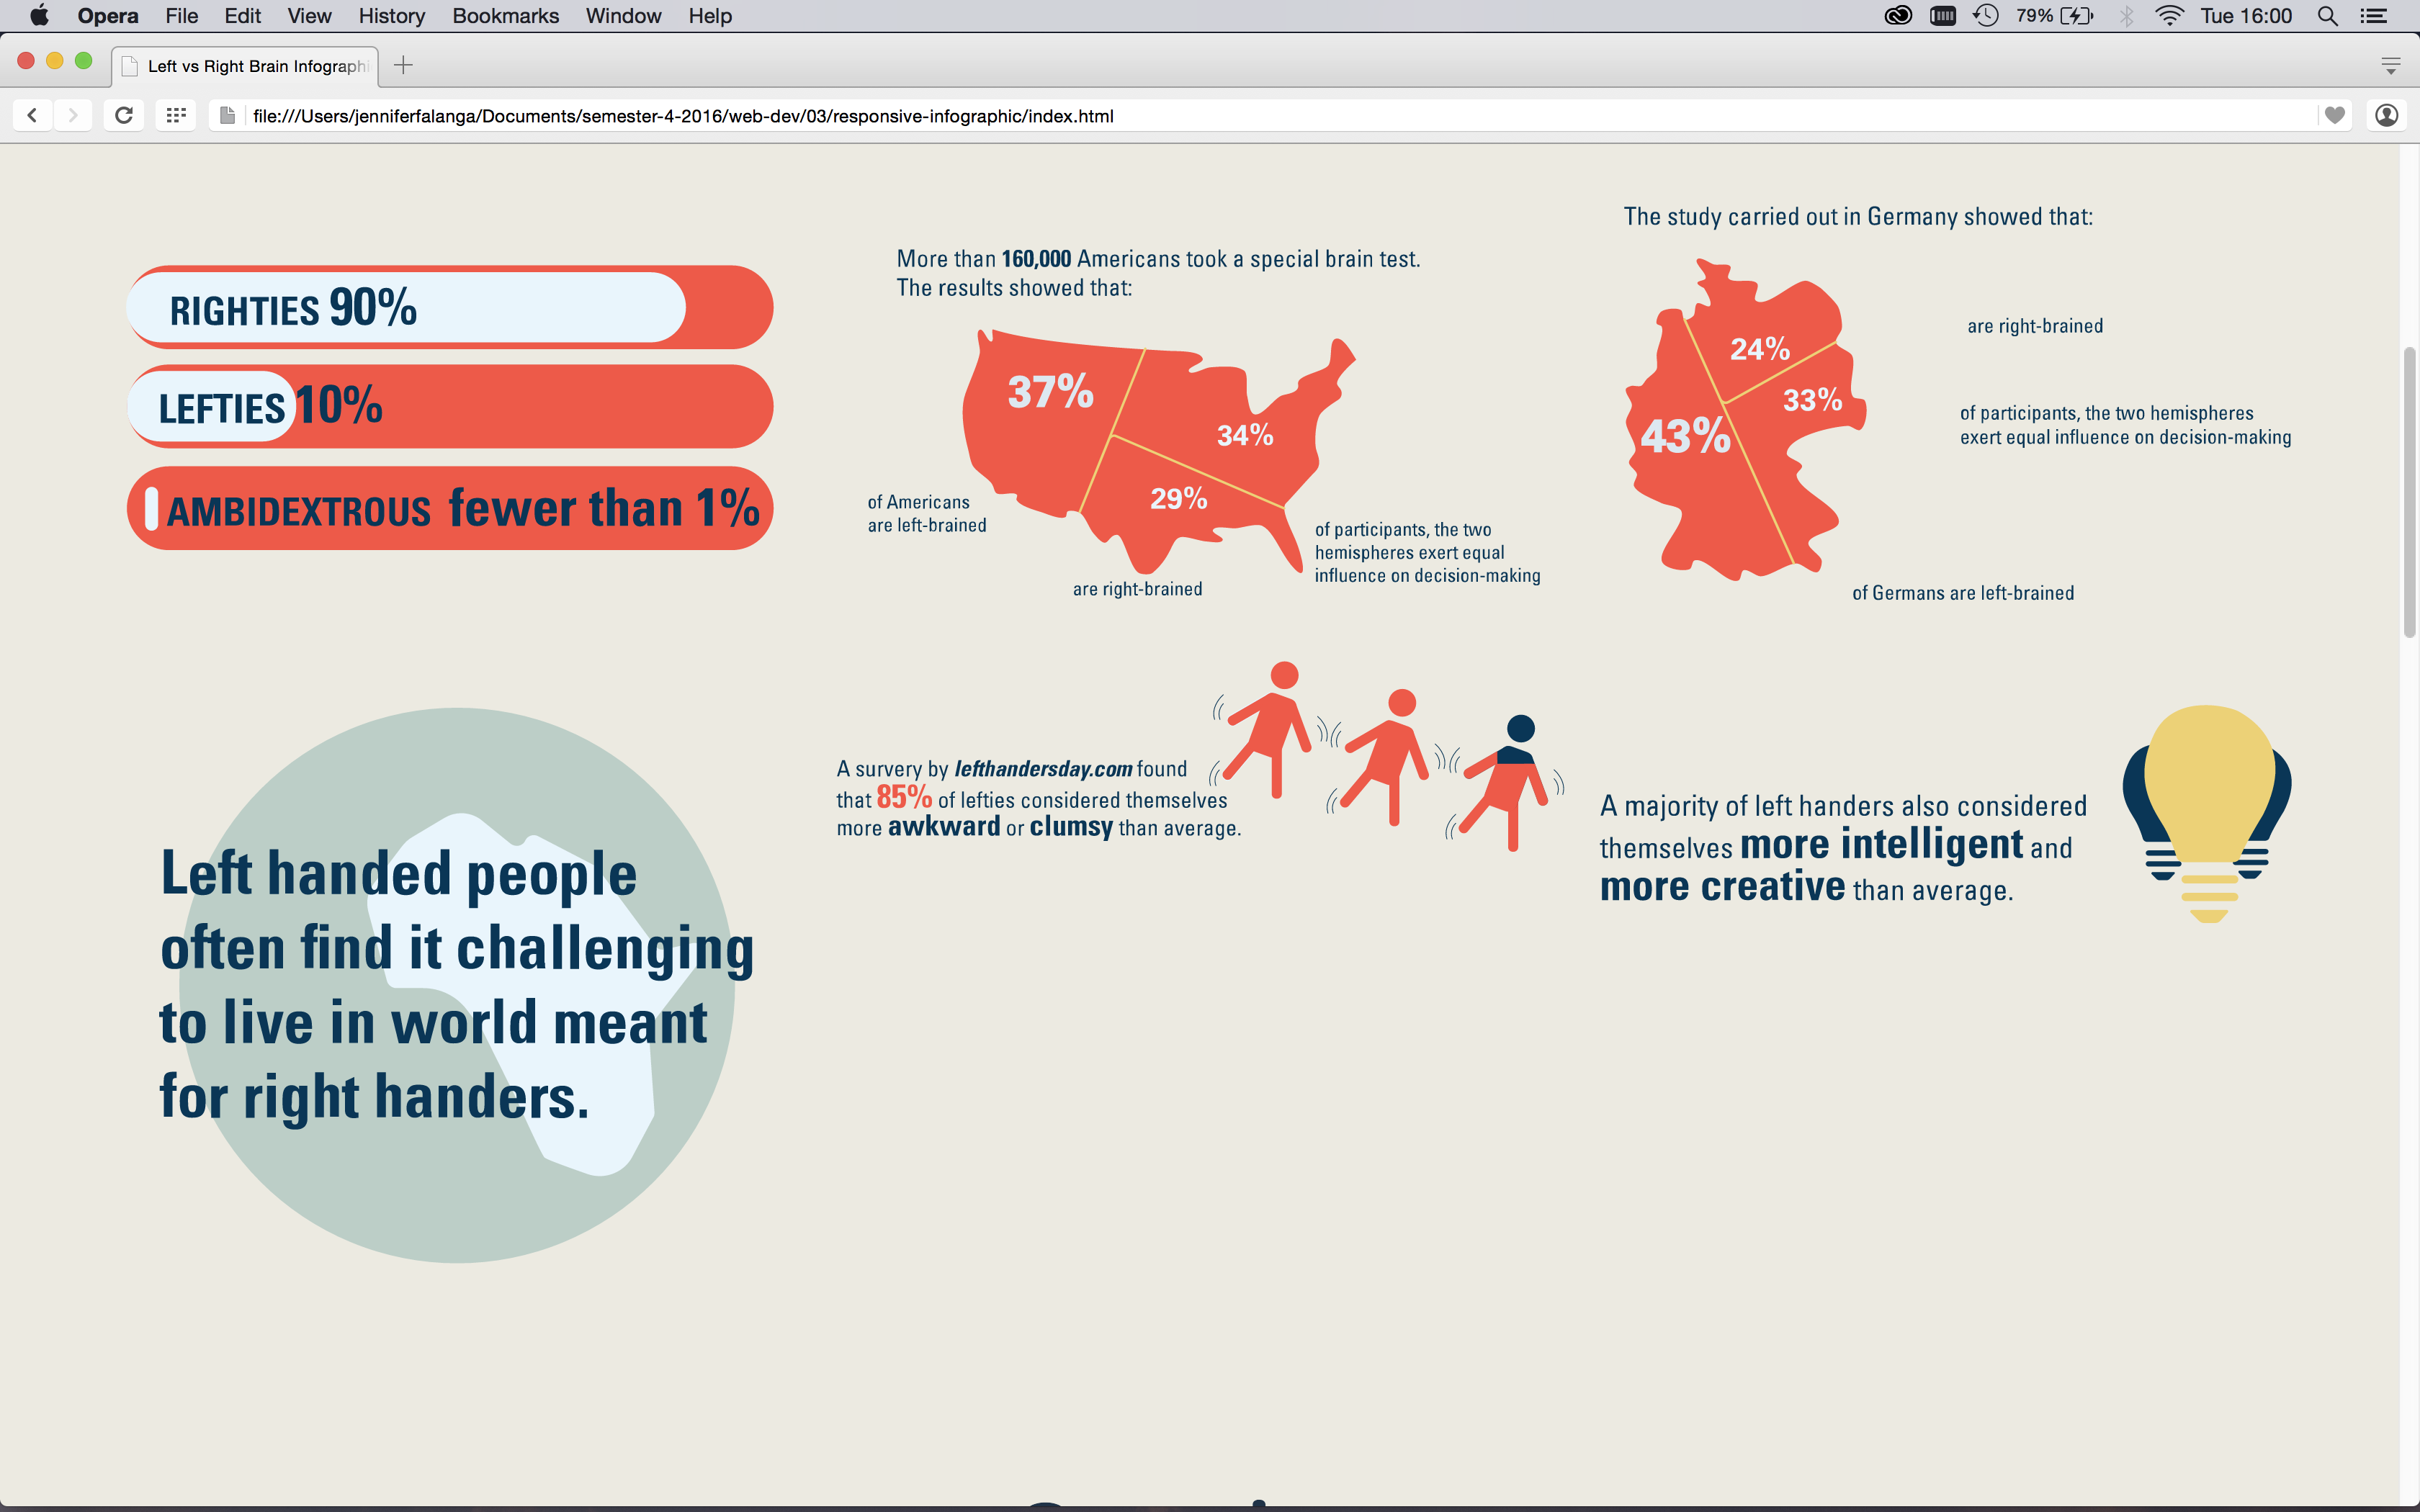 Opera File Edit View History Bookmarks Window Help
79% Tue 16:00
Left vs Right Brain Infographi
file:///Users/jenniferfalanga/Documents/semester-4-2016/web-dev/03/responsive-infographic/index.html
RIGHTIES 90%
LEFTIES 10%
AMBIDEXTROUS fewer than 1%
More than 160,000 Americans took a special brain test.
The results showed that:
37%
34%
29%
of Americans
are left-brained
are right-brained
of participants, the two
hemispheres exert equal
influence on decision-making
The study carried out in Germany showed that:
24%
33%
43%
are right-brained
of participants, the two hemispheres
exert equal influence on decision-making
of Germans are left-brained
Left handed people
often find it challenging
to live in world meant
for right handers.
A survery by lefthandersday.com found
that 85% of lefties considered themselves
more awkward or clumsy than average.
A majority of left handers also considered
themselves more intelligent and
more creative than average.